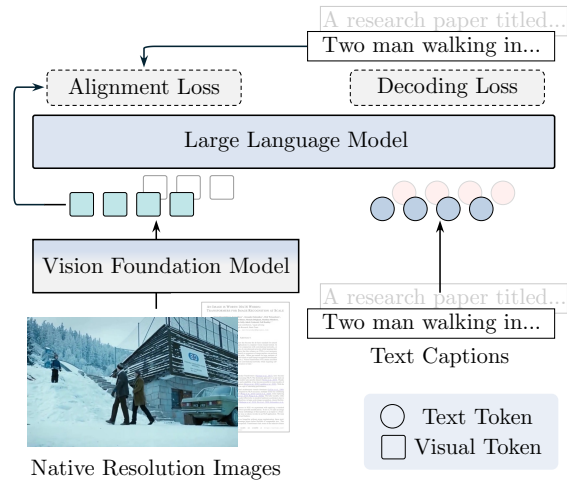 A research paper titled...
Two man walking in...
Alignment Loss
Decoding Loss
Large Language Model
Vision Foundation Model
A research paper titled...
Two man walking in...
Text Captions
Text Token
Visual Token
Native Resolution Images